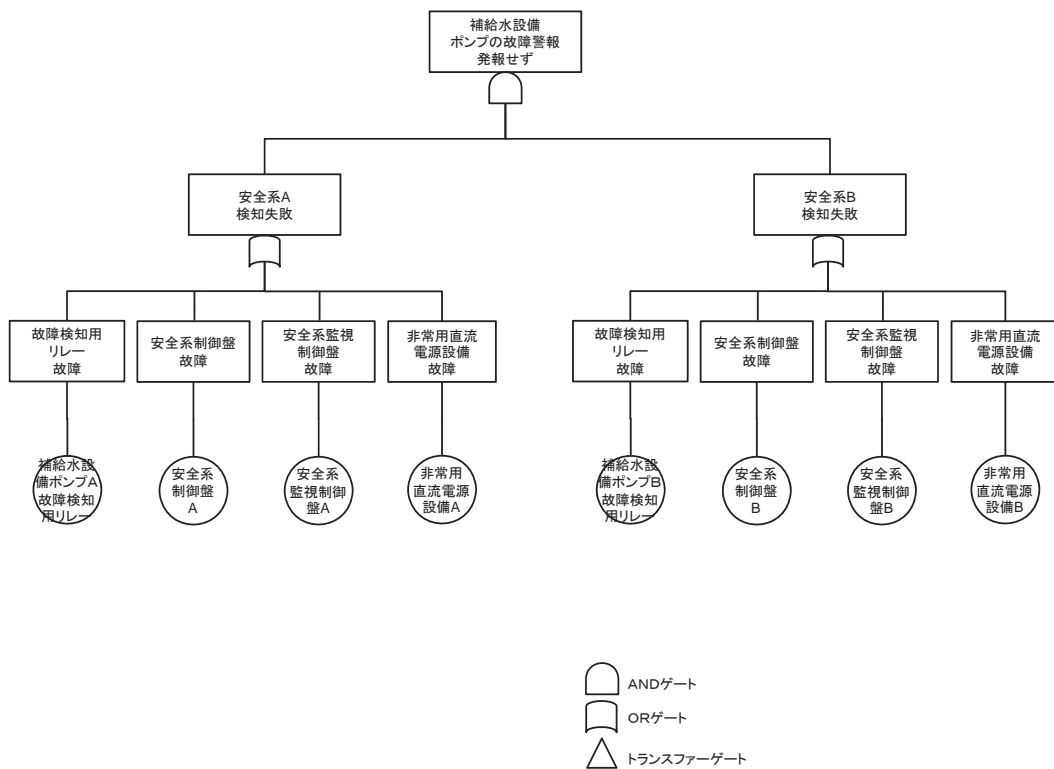 補給水設備
ポンプの故障警報
発報せず
安全系A
検知失敗
安全系B
検知失敗
故障検知用
リレー
故障
安全系制御盤
故障
安全系監視
制御盤
故障
非常用直流
電源設備
故障
故障検知用
リレー
故障
安全系制御盤
故障
安全系監視
制御盤
故障
非常用直流
電源設備
故障
補給水設
備ポンプA
故障検知
用リレー
安全系
制御盤
A
安全系
監視制御
盤A
非常用
直流電源
設備A
補給水設
備ポンプB
故障検知
用リレー
安全系
制御盤
B
安全系
監視制御
盤B
非常用
直流電源
設備B
ANDゲート
ORゲート
トランスファーゲート